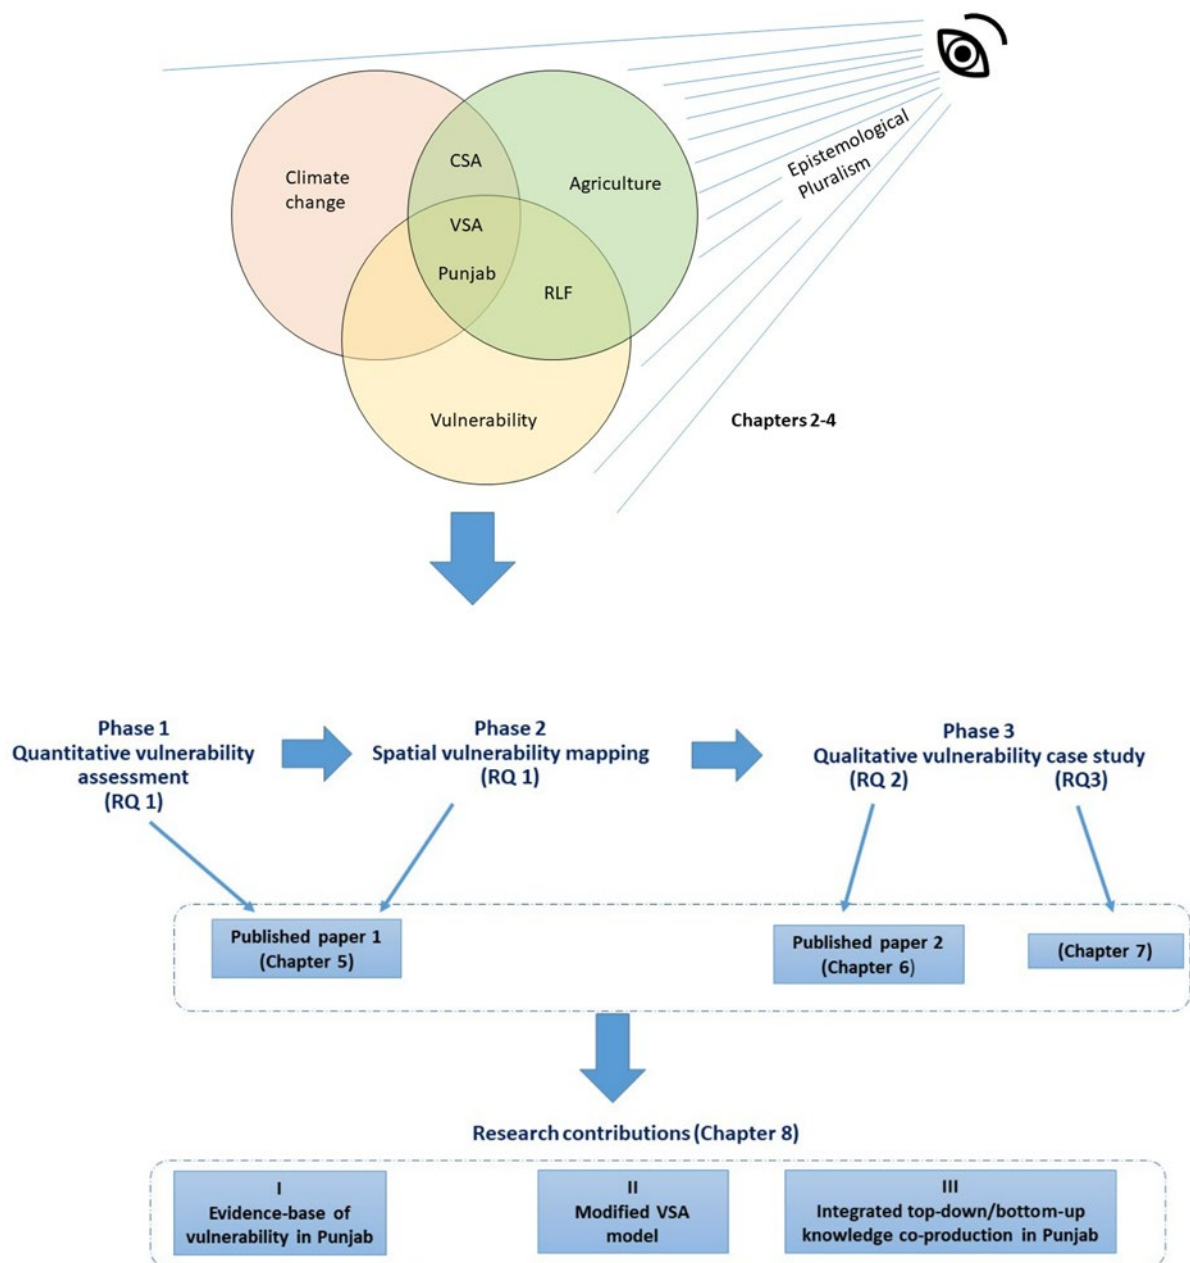 Climate
change
CSA
Agriculture
VSA
Punjab
RLF
Vulnerability
Epistemological
Pluralism
Chapters 2-4
Phase 1
Quantitative vulnerability
assessment
(RQ 1)
Phase 2
Spatial vulnerability mapping
(RQ 1)
Phase 3
Qualitative vulnerability case study
(RQ 2)
(RQ3)
Published paper 1
(Chapter 5)
Published paper 2
(Chapter 6)
(Chapter 7)
Research contributions (Chapter 8)
I
Evidence-base of
vulnerability in Punjab
II
Modified VSA
model
III
Integrated top-down/bottom-up
knowledge co-production in Punjab